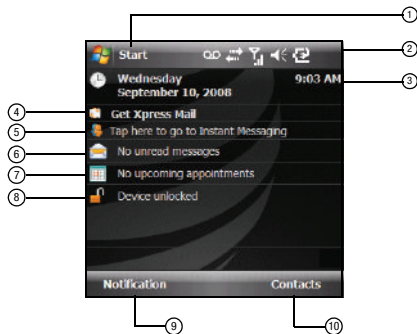 1
Start
2
Wednesday 9:03 AM
September 10, 2008
3
4
Get Xpress Mail
5
Tap here to go to Instant Messaging
6
No unread messages
7
No upcoming appointments
8
Device unlocked
Notification Contacts
9 10